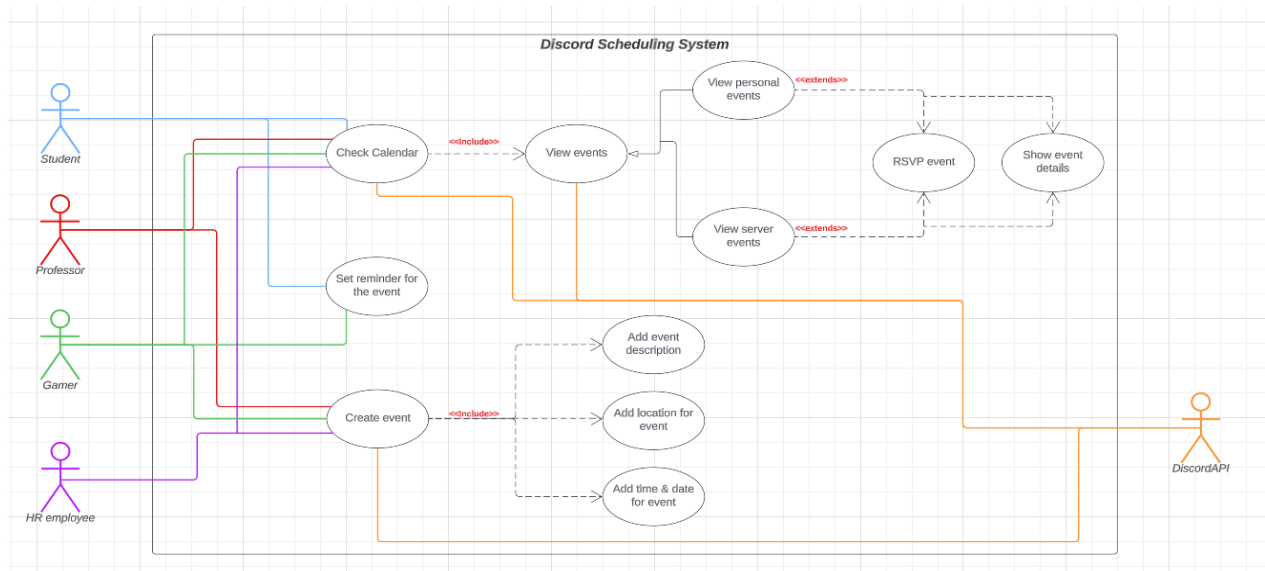 Discord Scheduling System
View personal
events
<<extends>>
Student
Check Calendar
<<Include>>
View events
RSVP event
Show event
details
Professor
View server
events
<<extends>>
Set reminder for
the event
Gamer
Add event
description
Create event
<<Include>>
Add location for
event
DiscordAPI
HR employee
Add time & date
for event